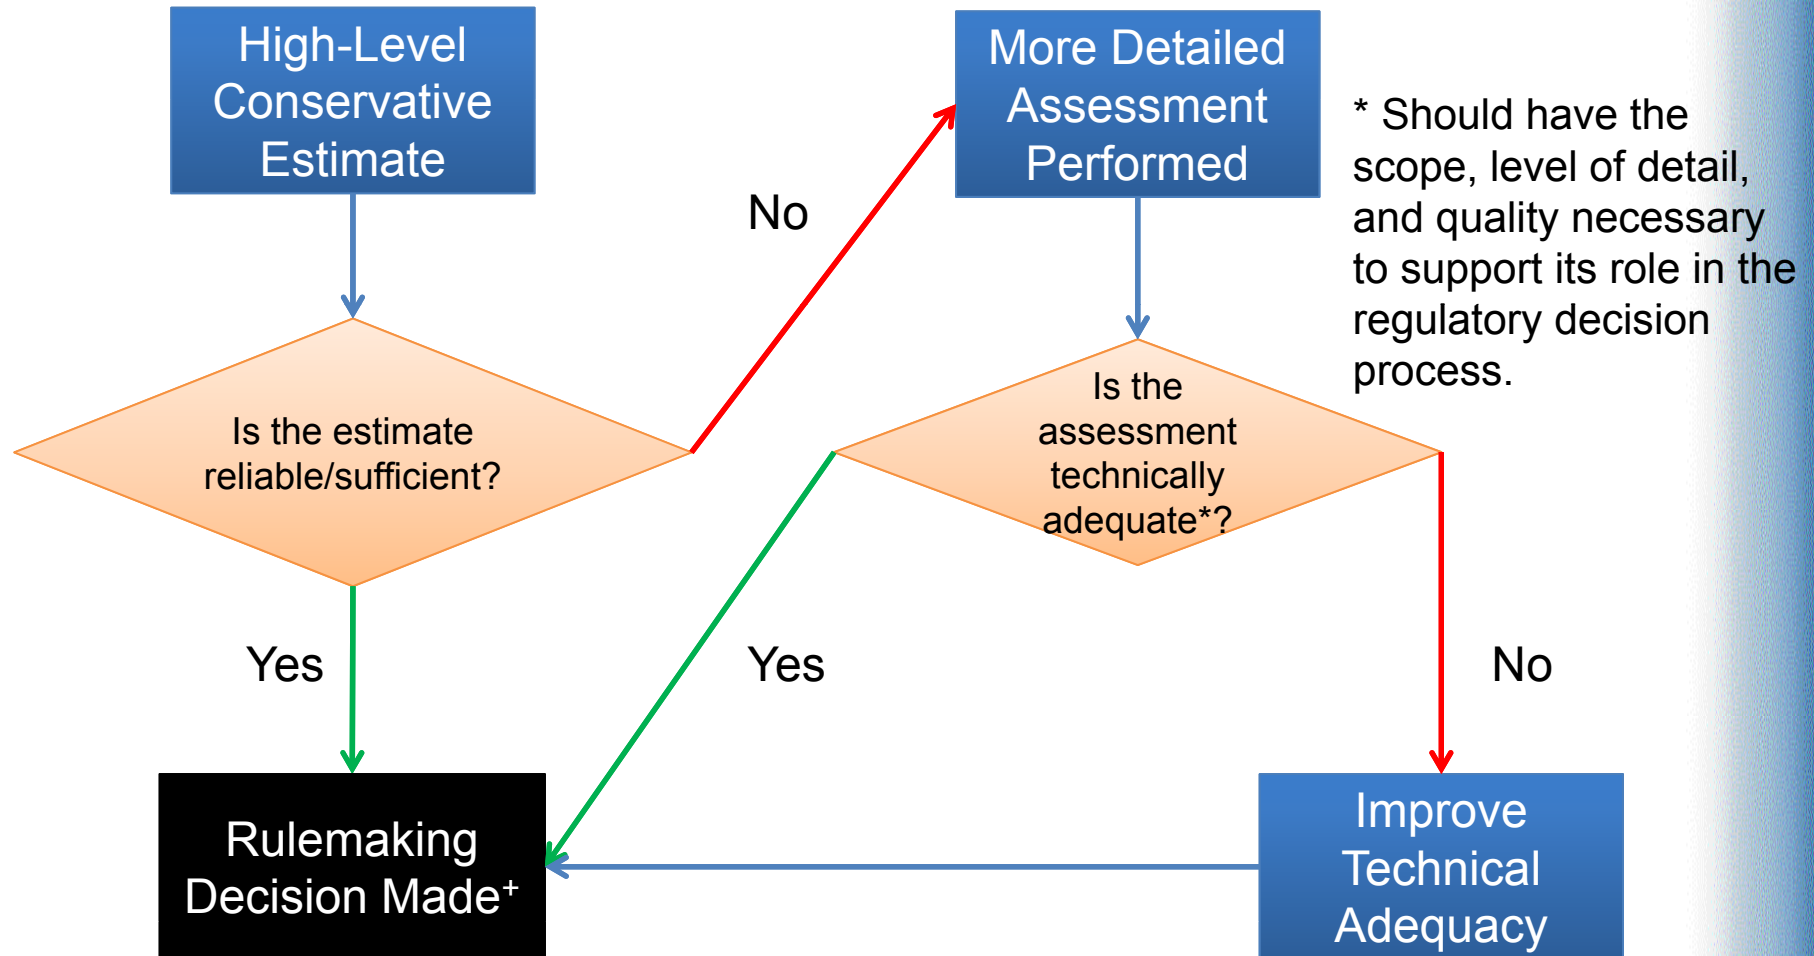 High-Level
Conservative
Estimate
More Detailed
Assessment
Performed
* Should have the
scope, level of detail,
and quality necessary
to support its role in the
regulatory decision
process.
No
Is the estimate
reliable/sufficient?
Is the
assessment
technically
adequate*?
Yes
Yes
No
Rulemaking
Decision Made+
Improve
Technical
Adequacy